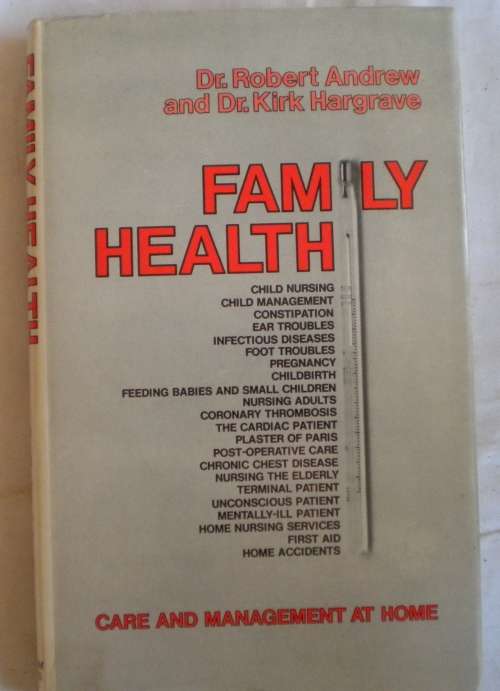 Dr. Robert Andrew
and Dr. Kirk Hargrave
FAMILY
HEALTH
CHILD NURSING
CHILD MANAGEMENT
CONSTIPATION
EAR TROUBLES
INFECTIOUS DISEASES
FOOT TROUBLES
PREGNANCY
CHILDBIRTH
FEEDING BABIES AND SMALL CHILDREN
NURSING ADULTS
CORONARY THROMBOSIS
THE CARDIAC PATIENT
PLASTER OF PARIS
POST-OPERATIVE CARE
CHRONIC CHEST DISEASE
NURSING THE ELDERLY
TERMINAL PATIENT
UNCONSCIOUS PATIENT
MENTALLY-ILL PATIENT
HOME NURSING SERVICES
FIRST AID
HOME ACCIDENTS
CARE AND MANAGEMENT AT HOME
FAMILY HEALTH